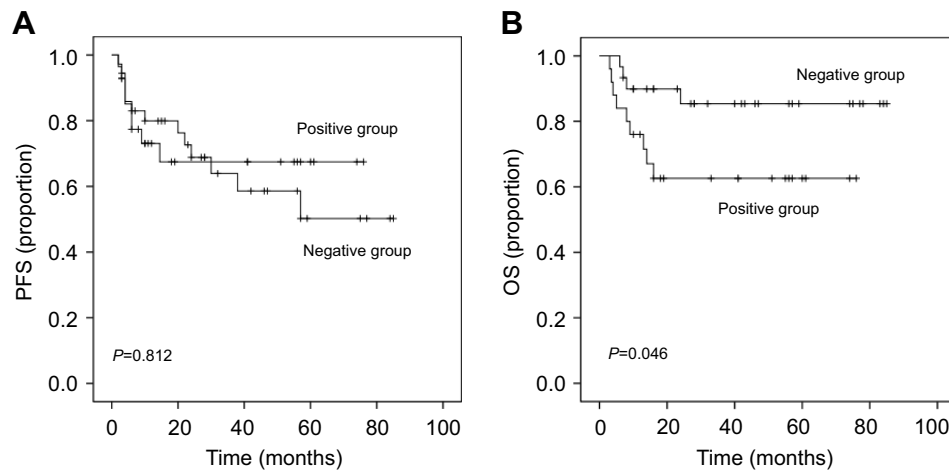 A
PFS (proportion)
1.0
0.8
0.6
0.4
0.2
0.0
Positive group
Negative group
P=0.812
0
20
40
60
80
100
Time (months)
B
OS (proportion)
1.0
0.8
0.6
0.4
0.2
0.0
Negative group
Positive group
P=0.046
0
20
40
60
80
100
Time (months)